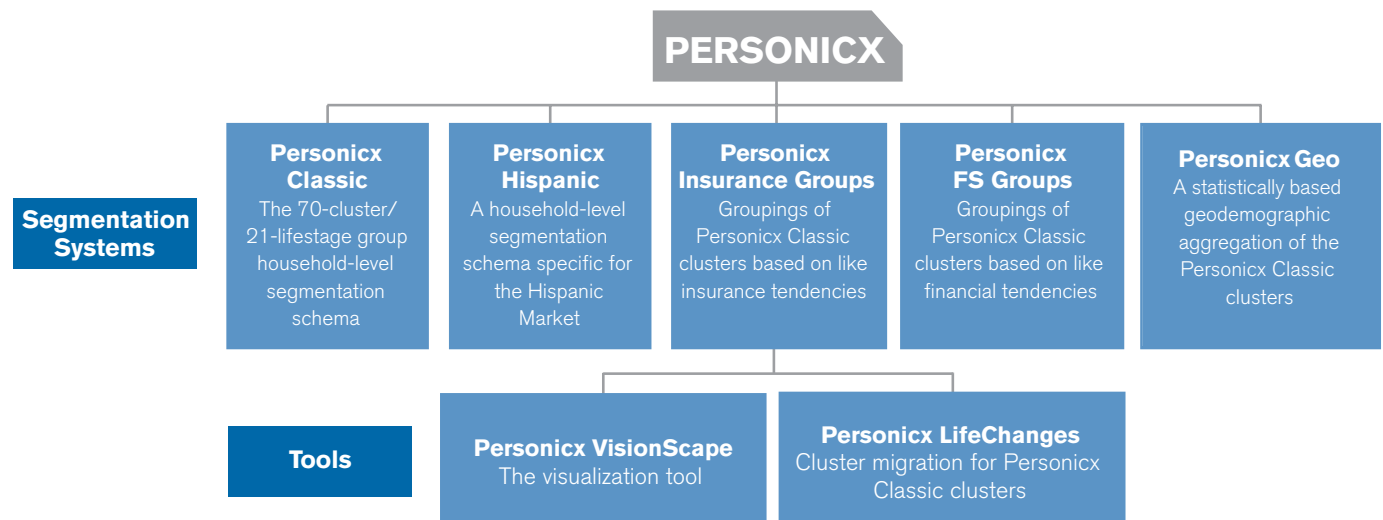 PERSONICX
Segmentation
Systems
Personicx
Classic
The 70-cluster/
21-lifestage group
household-level
segmentation
schema
Personicx
Hispanic
A household-level
segmentation
schema specific for
the Hispanic
Market
Personicx
Insurance Groups
Groupings of
Personicx Classic
clusters based on like
insurance tendencies
Personicx
FS Groups
Groupings of
Personicx Classic
clusters based on like
financial tendencies
Personicx Geo
A statistically based
geodemographic
aggregation of the
Personicx Classic
clusters
Tools
Personicx VisionScape
The visualization tool
Personicx LifeChanges
Cluster migration for Personicx
Classic clusters